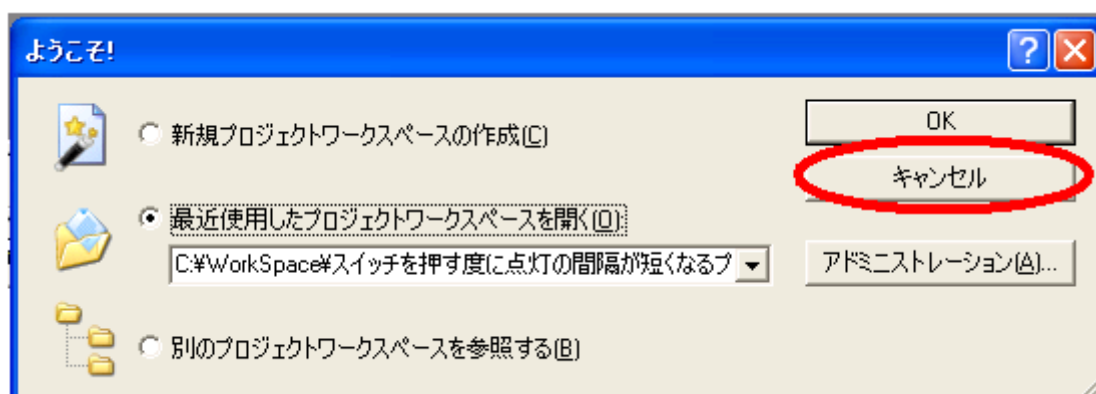 ようこそ!
新規プロジェクトワークスペースの作成(C)
OK
キャンセル
最近使用したプロジェクトワークスペースを開く(O):
C:¥WorkSpace¥スイッチを押す度に点灯の間隔が短くなるプ
アドミニストレーション(A)...
別のプロジェクトワークスペースを参照する(B)